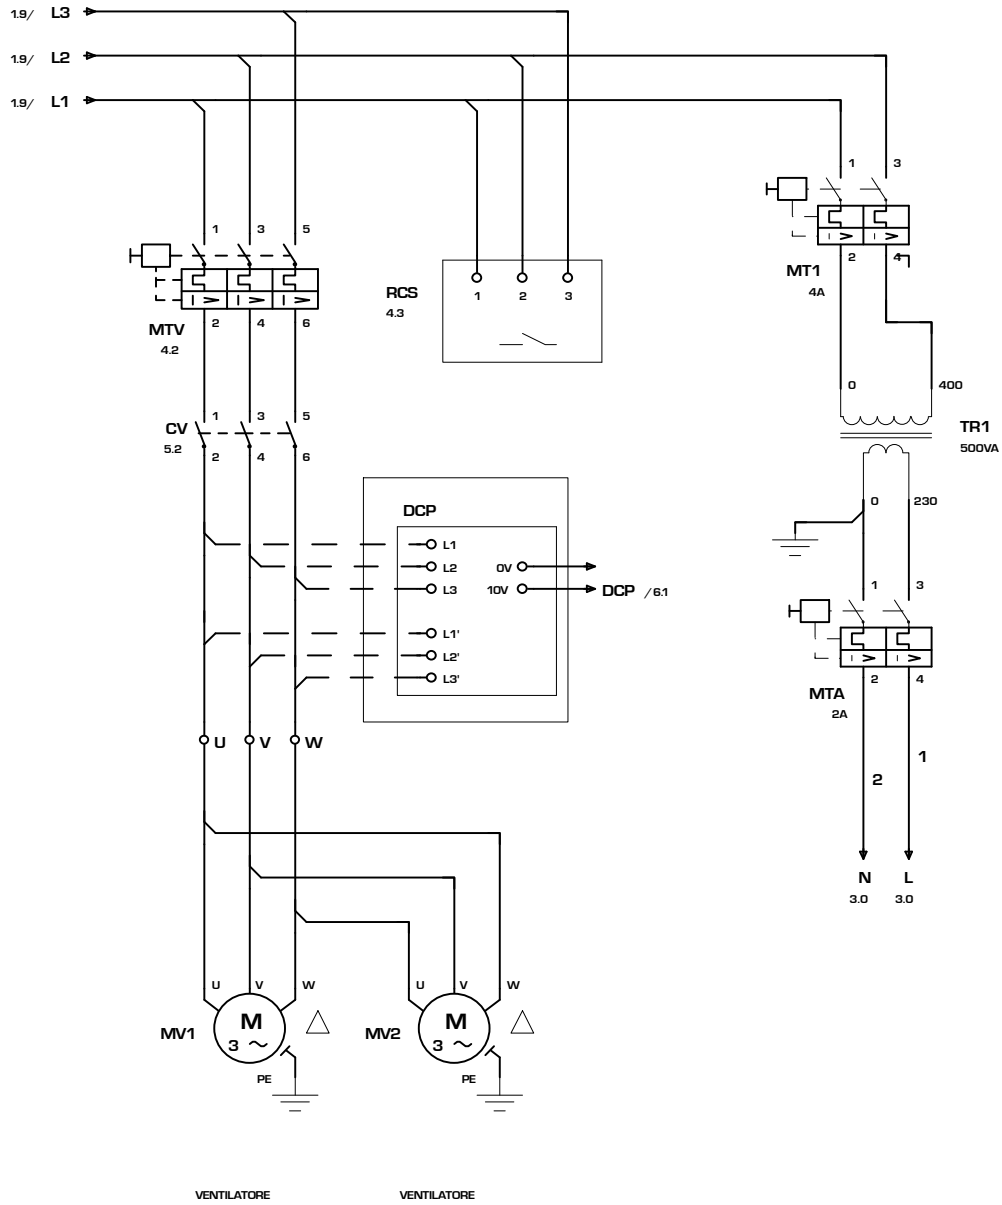 1.9/ L3
1.9/ L2
1.9/ L1
1 3
1 3 5
2 4
MT1
4A
RCS
4.3
1 2 3
MTV
4.2
2 4 6
0 400
1 3 5
CV
5.2
2 4 6
TR1
500VA
0 230
DCP
L1
L2 0V
L3 10V DCP /6.1
L1'
L2'
L3'
1 3
2 4
MTA
2A
U V W
1
2
N L
3.0 3.0
U V W U V W
M M
MV1 3 MV2 3
PE PE
VENTILATORE VENTILATORE